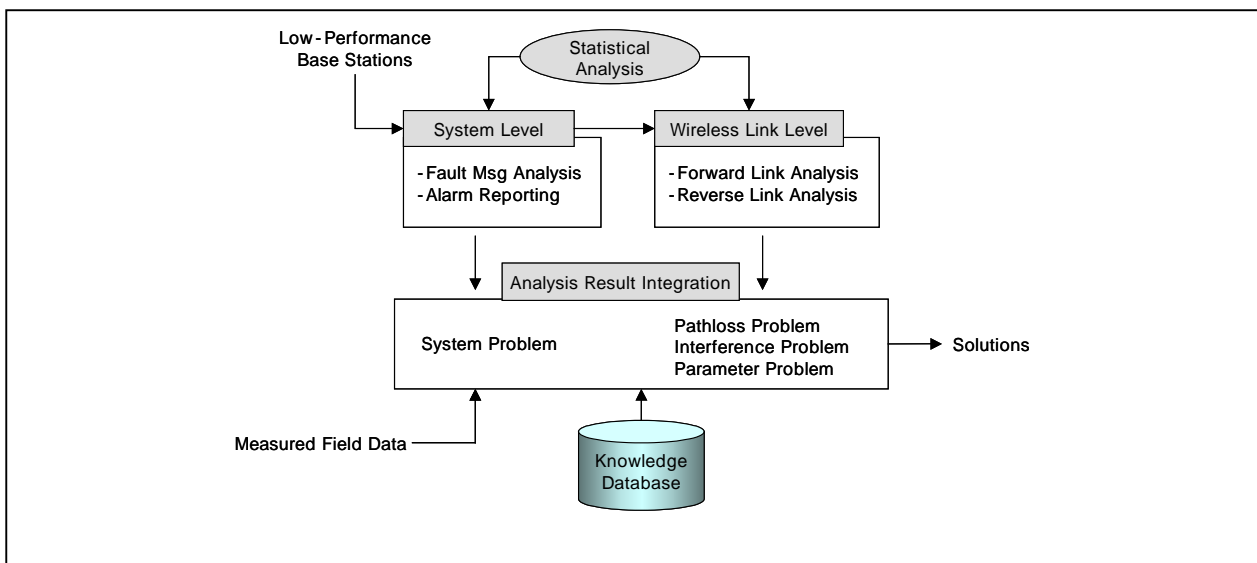 Low-Performance
Base Stations
Statistical
Analysis
System Level
Wireless Link Level
-Fault Msg Analysis
-Alarm Reporting
-Forward Link Analysis
-Reverse Link Analysis
Analysis Result Integration
System Problem
Pathloss Problem
Interference Problem
Parameter Problem
Solutions
Measured Field Data
Knowledge
Database